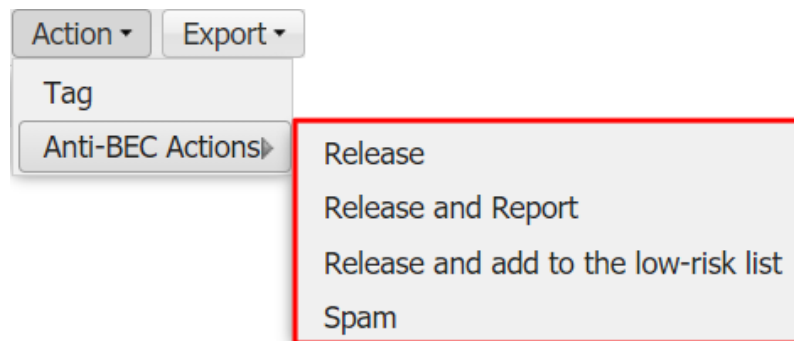 Action Export
Tag
Anti-BEC Actions
Release
Release and Report
Release and add to the low-risk list
Spam